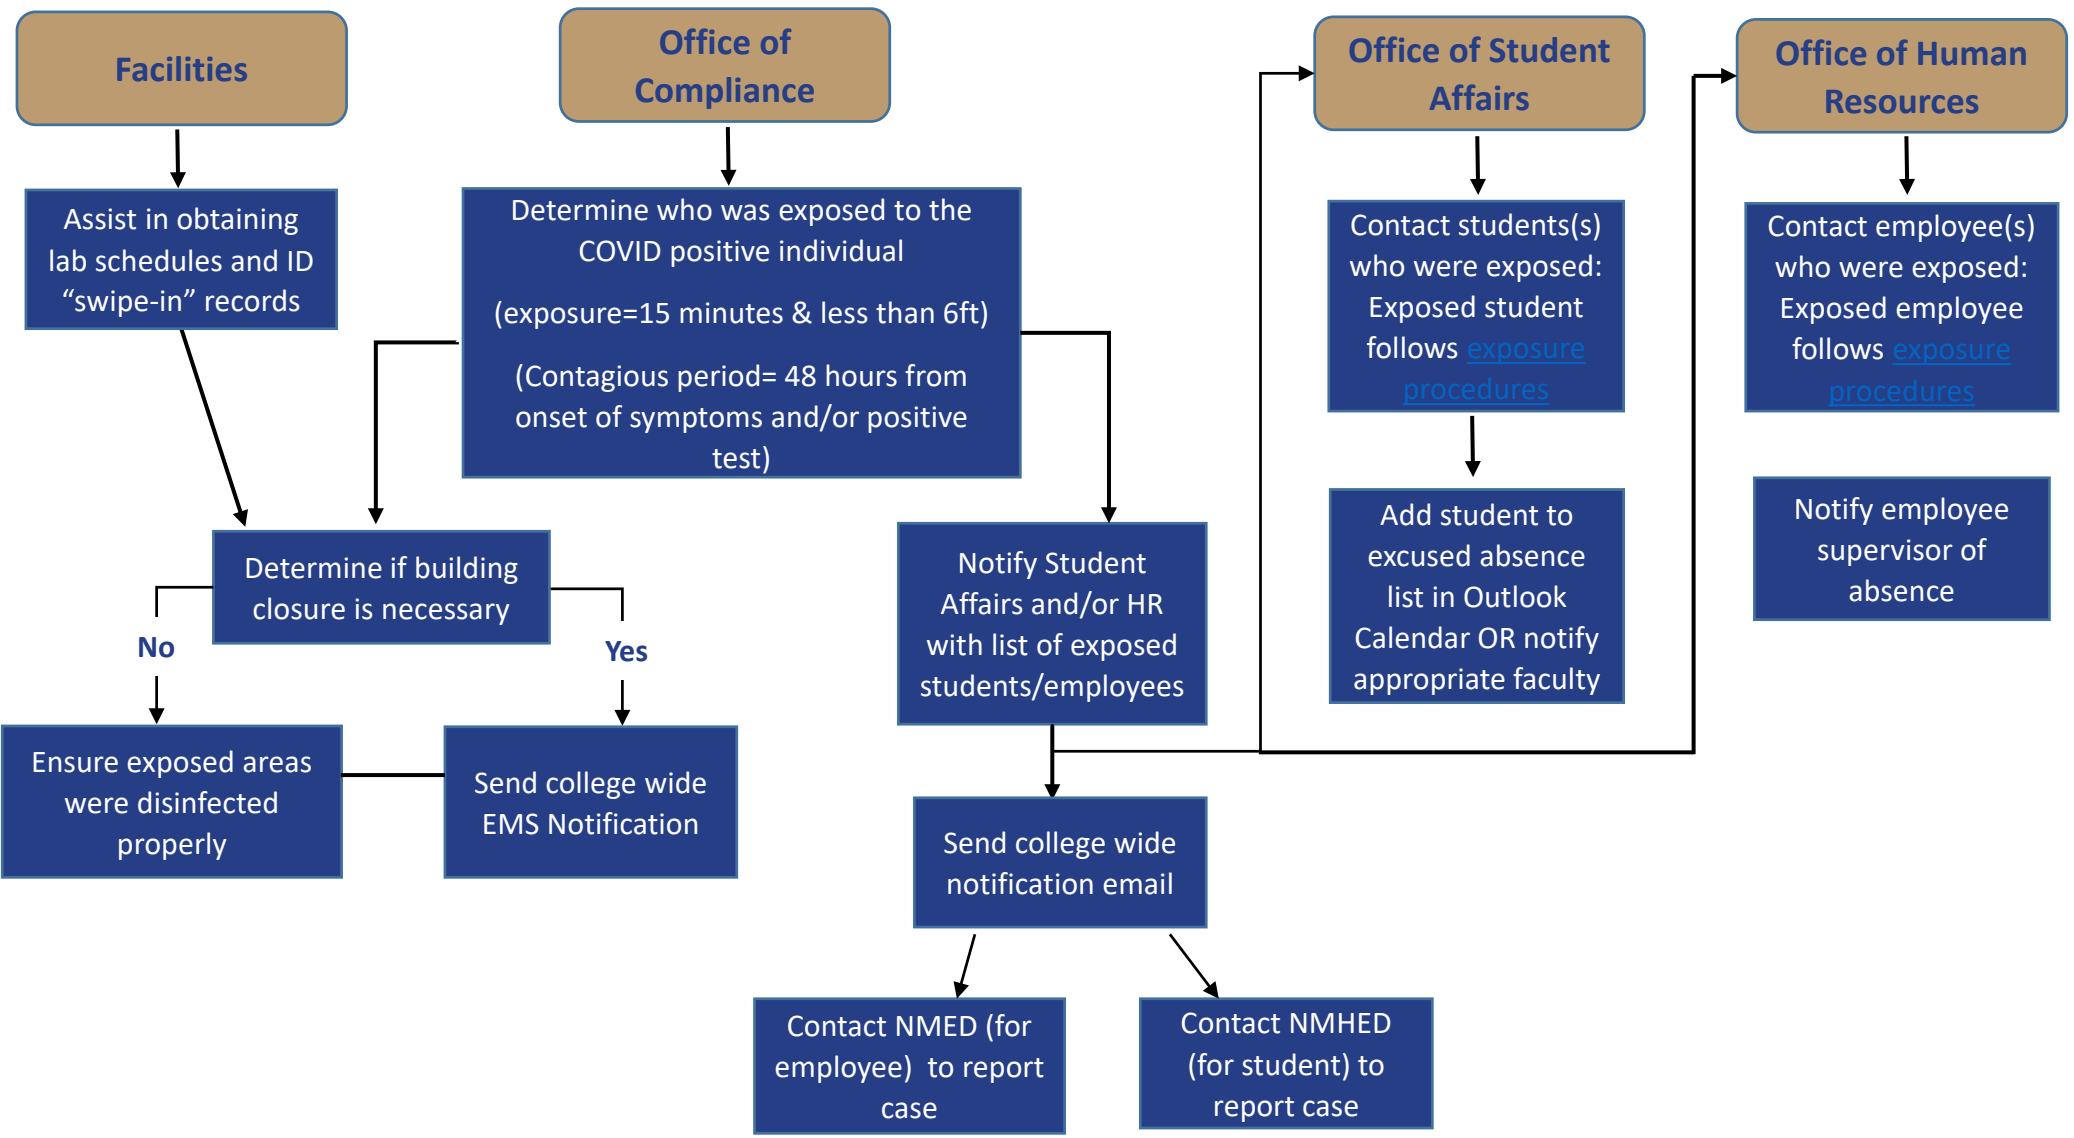 Facilities
Office of
Compliance
Office of Student
Affairs
Office of Human
Resources
Assist in obtaining
lab schedules and ID
“swipe-in” records
Determine who was exposed to the
COVID positive individual
(exposure=15 minutes & less than 6ft)
(Contagious period= 48 hours from
onset of symptoms and/or positive
test)
Contact students(s)
who were exposed:
Exposed student
follows exposure
procedures
Contact employee(s)
who were exposed:
Exposed employee
follows exposure
procedures
Determine if building
closure is necessary
No
Yes
Notify Student
Affairs and/or HR
with list of exposed
students/employees
Add student to
excused absence
list in Outlook
Calendar OR notify
appropriate faculty
Notify employee
supervisor of
absence
Ensure exposed areas
were disinfected
properly
Send college wide
EMS Notification
Send college wide
notification email
Contact NMED (for
employee)  to report
case
Contact NMHED
(for student) to
report case